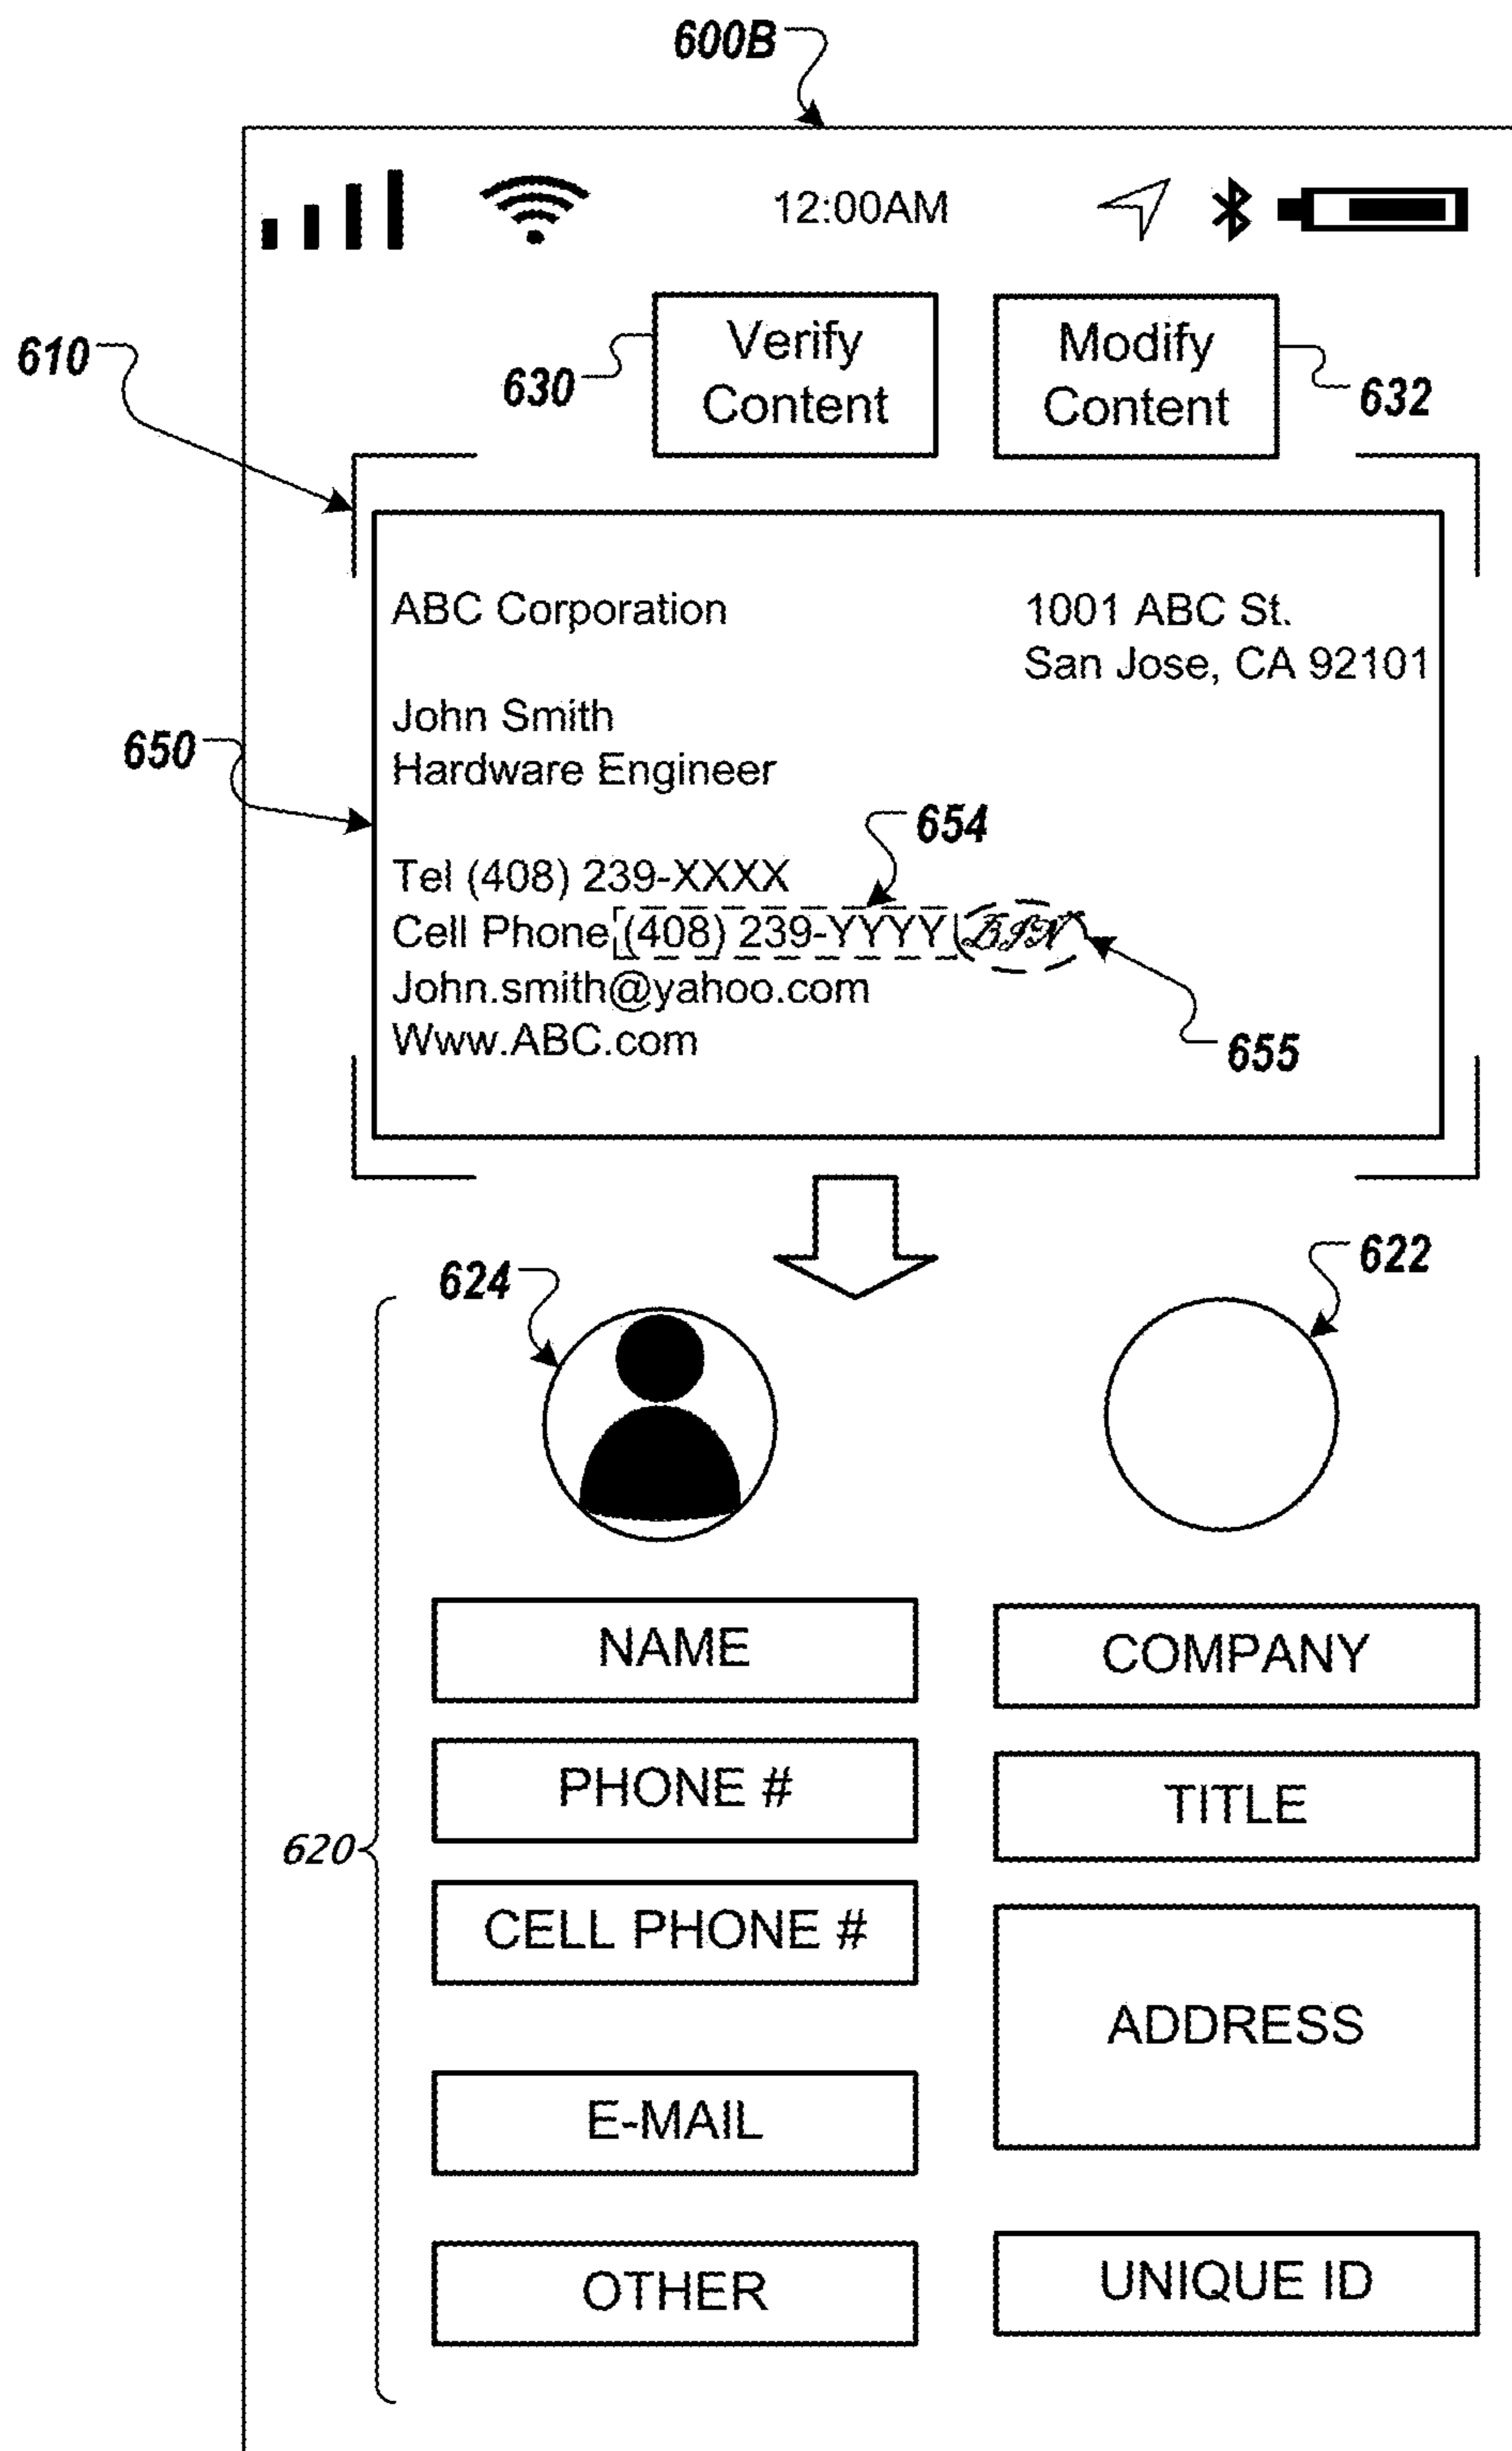 600B
12:00AM
610
630
Verify
Content
Modify
Content
632
ABC Corporation
1001 ABC St.
San Jose, CA 92101
John Smith
Hardware Engineer
650
654
Tel (408) 239-XXXX
Cell Phone (408) 239-YYYY
John.smith@yahoo.com
Www.ABC.com
655
624
622
620
NAME
COMPANY
PHONE #
TITLE
CELL PHONE #
ADDRESS
E-MAIL
OTHER
UNIQUE ID